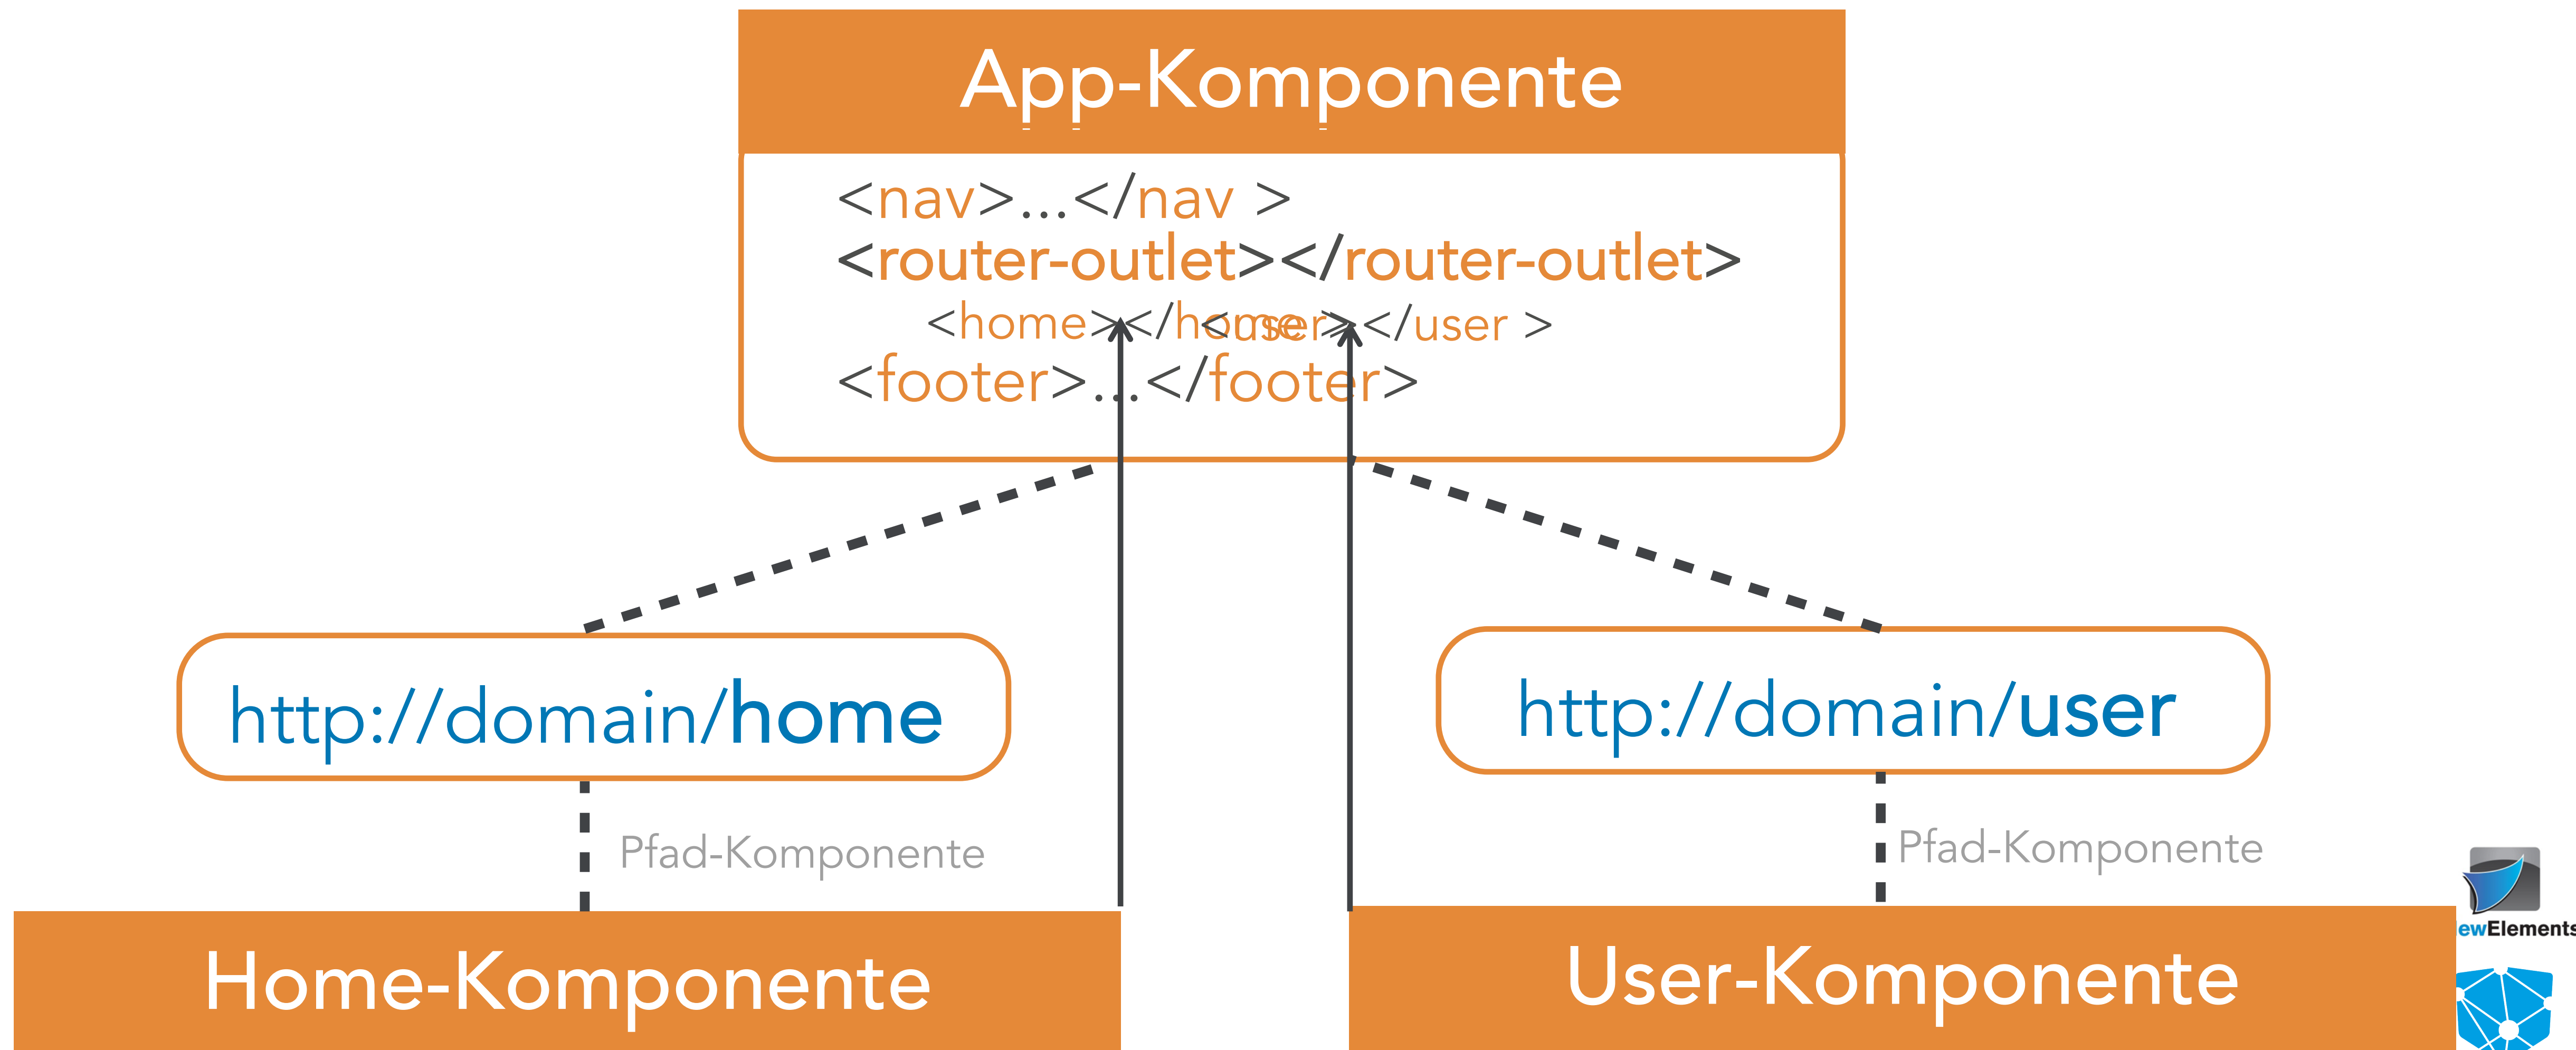 App-Komponente
<nav>...</nav >
<router-outlet></router-outlet>
<home></home>
<user> </user >
<footer>...</footer>
http://domain/home
http://domain/user
Pfad-Komponente
Pfad-Komponente
ewElements
Home-Komponente
User-Komponente